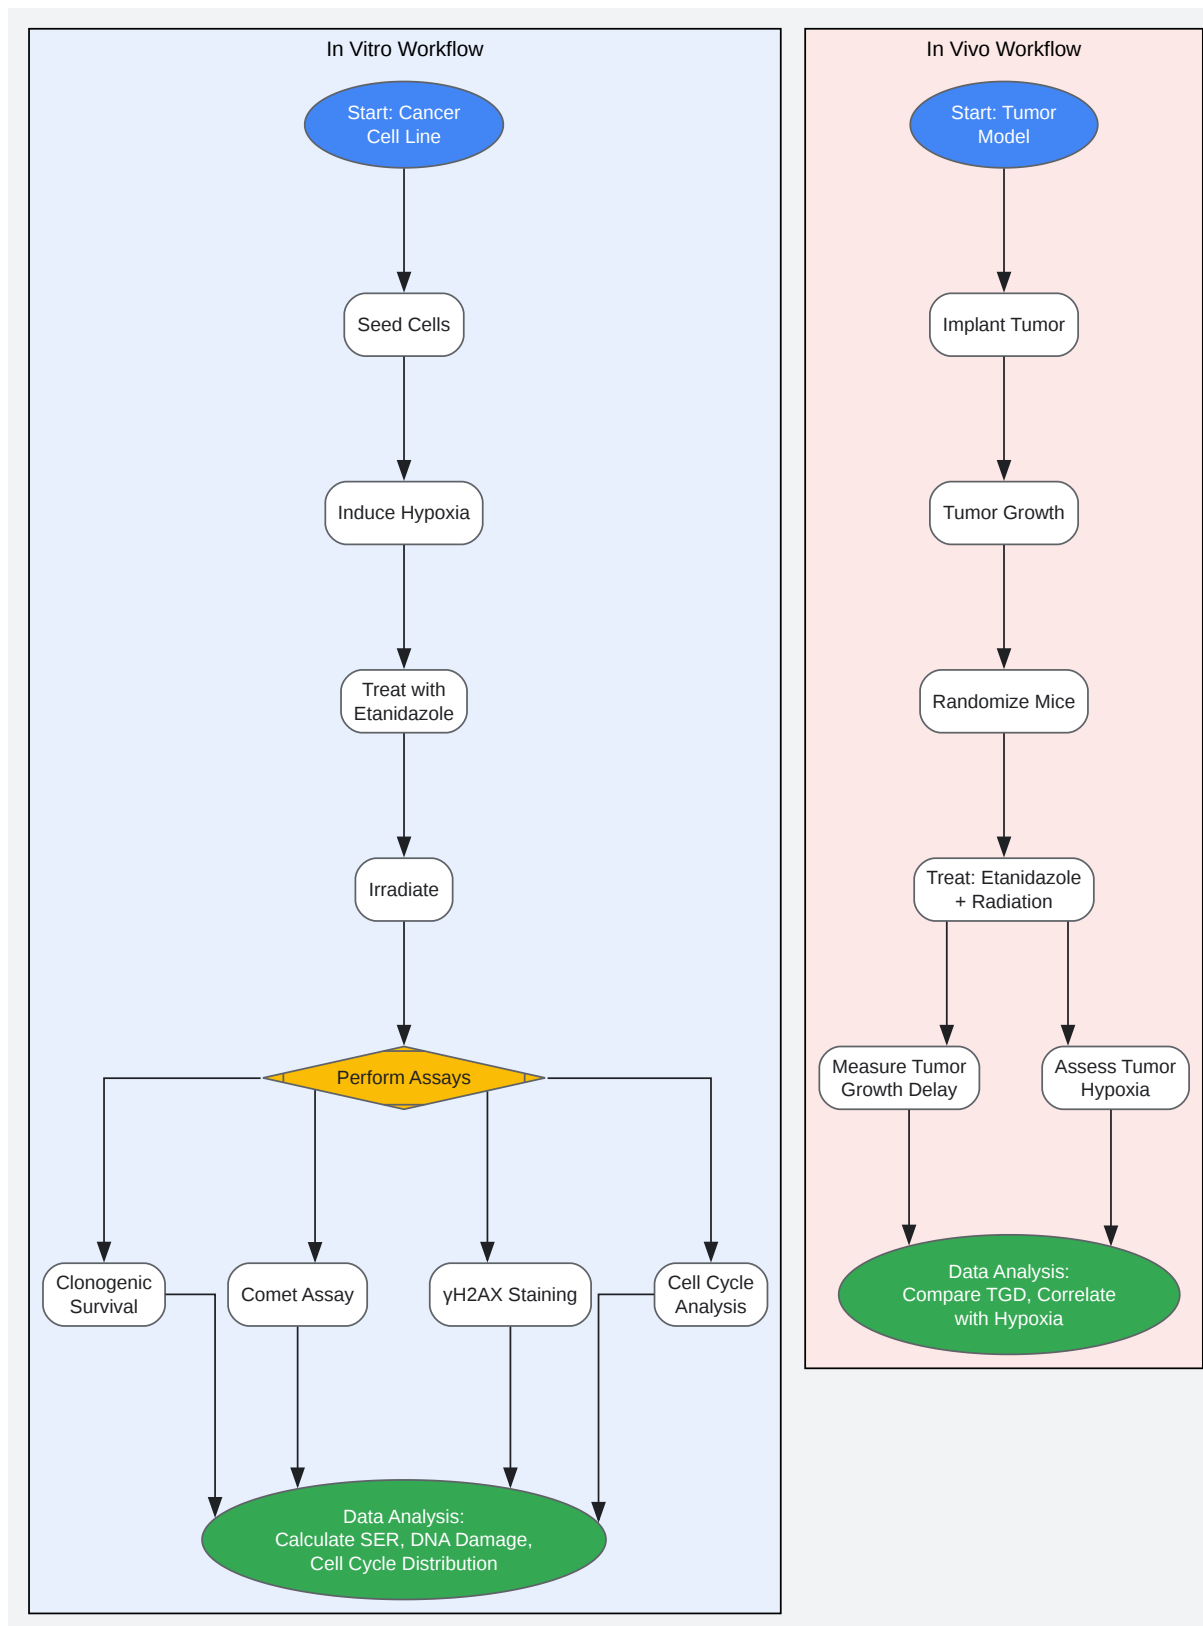 In Vitro Workflow
Start: Cancer
Cell Line
Seed Cells
Induce Hypoxia
Treat with
Etanidazole
Irradiate
Perform Assays
Clonogenic
Survival
Comet Assay
γH2AX Staining
Cell Cycle
Analysis
Data Analysis:
Calculate SER, DNA Damage,
Cell Cycle Distribution
In Vivo Workflow
Start: Tumor
Model
Implant Tumor
Tumor Growth
Randomize Mice
Treat: Etanidazole
+ Radiation
Measure Tumor
Growth Delay
Assess Tumor
Hypoxia
Data Analysis:
Compare TGD, Correlate
with Hypoxia